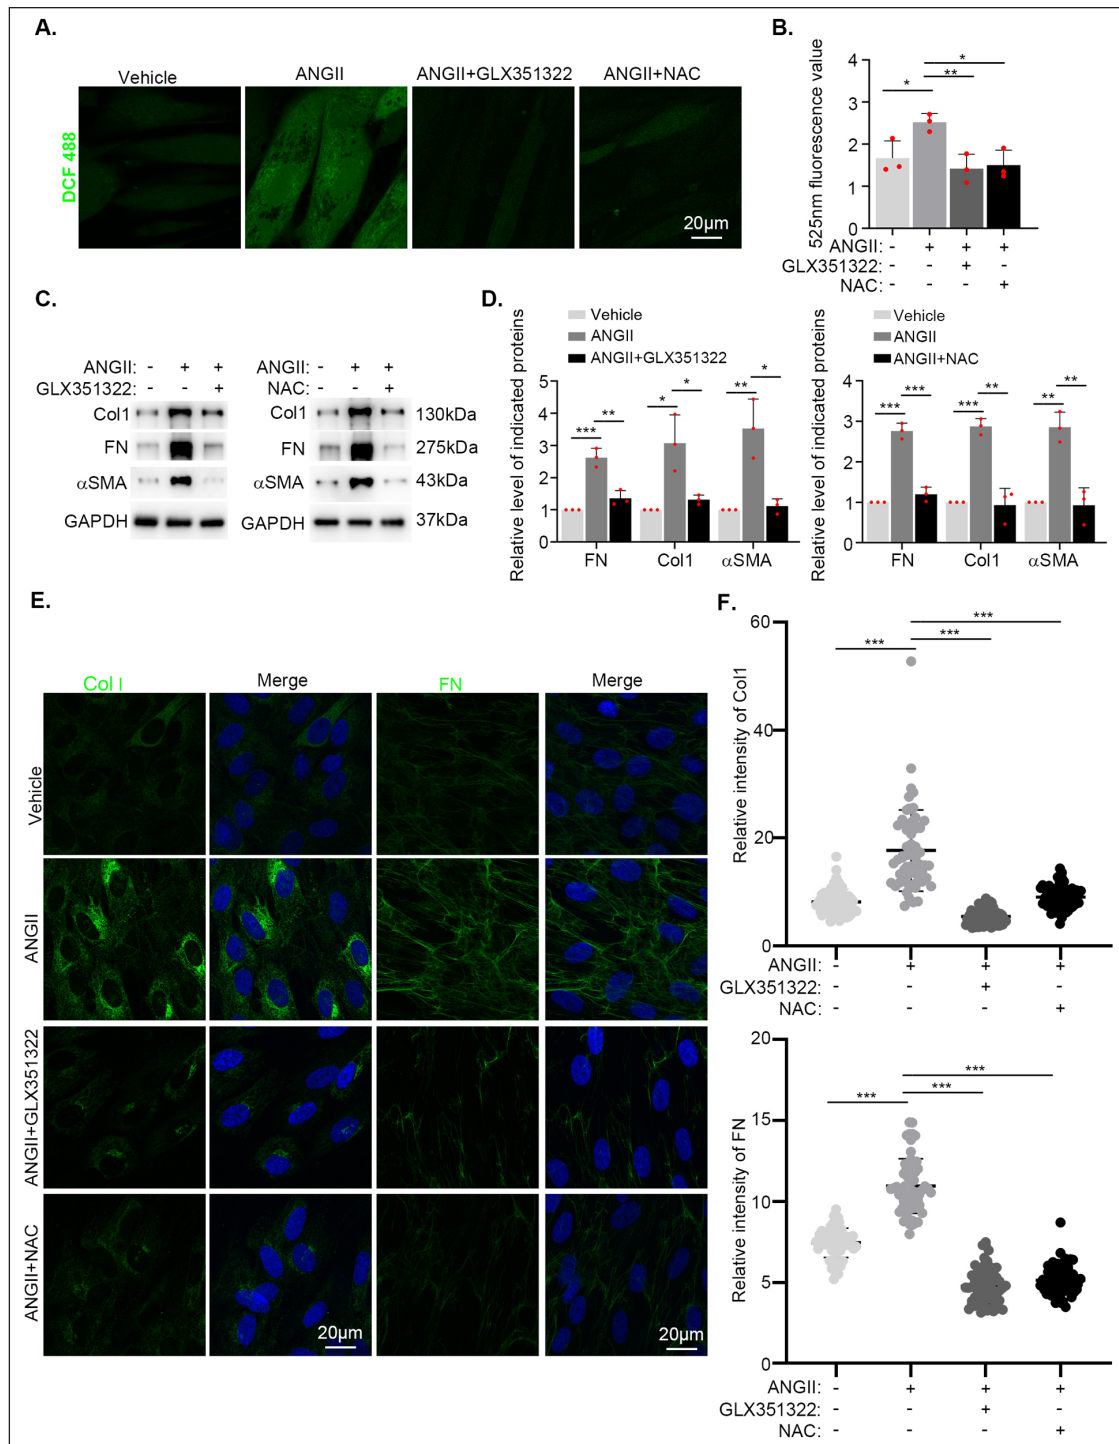 A.
Vehicle
ANGII
ANGII+GLX351322
ANGII+NAC
DCF 488
20μm
B.
525nm fluorescence value
4
3
2
1
0
*
**
*
ANGII: - + + +
GLX351322: - - + -
NAC: - - - +
C.
ANGII: - + +
GLX351322: - - +
Col1
FN
αSMA
GAPDH
ANGII: - + +
NAC: - - +
Col1 130kDa
FN 275kDa
αSMA 43kDa
GAPDH 37kDa
D.
Vehicle
ANGII
ANGII+GLX351322
Relative level of indicated proteins
5
4
3
2
1
0
*** ** * * ** *
FN Col1 αSMA
Vehicle
ANGII
ANGII+NAC
Relative level of indicated proteins
4
3
2
1
0
*** *** *** ** ** **
FN Col1 αSMA
E.
Col I Merge FN Merge
Vehicle
ANGII
ANGII+GLX351322
ANGII+NAC
20μm
20μm
F.
Relative intensity of Col1
60
40
20
0
***
***
***
ANGII: - + + +
GLX351322: - - + -
NAC: - - - +
Relative intensity of FN
20
15
10
5
0
***
***
***
ANGII: - + + +
GLX351322: - - + -
NAC: - - - +